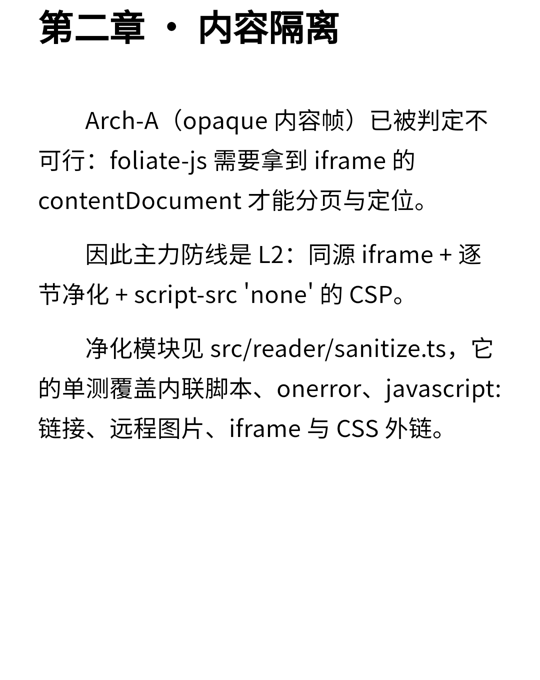 第二章 · 内容隔离
Arch-A（opaque 内容帧）已被判定不
可行：foliate-js 需要拿到 iframe 的
contentDocument 才能分页与定位。
因此主力防线是 L2：同源 iframe + 逐
节净化 + script-src 'none' 的 CSP。
净化模块见 src/reader/sanitize.ts，它
的单测覆盖内联脚本、onerror、javascript:
链接、远程图片、iframe 与 CSS 外链。